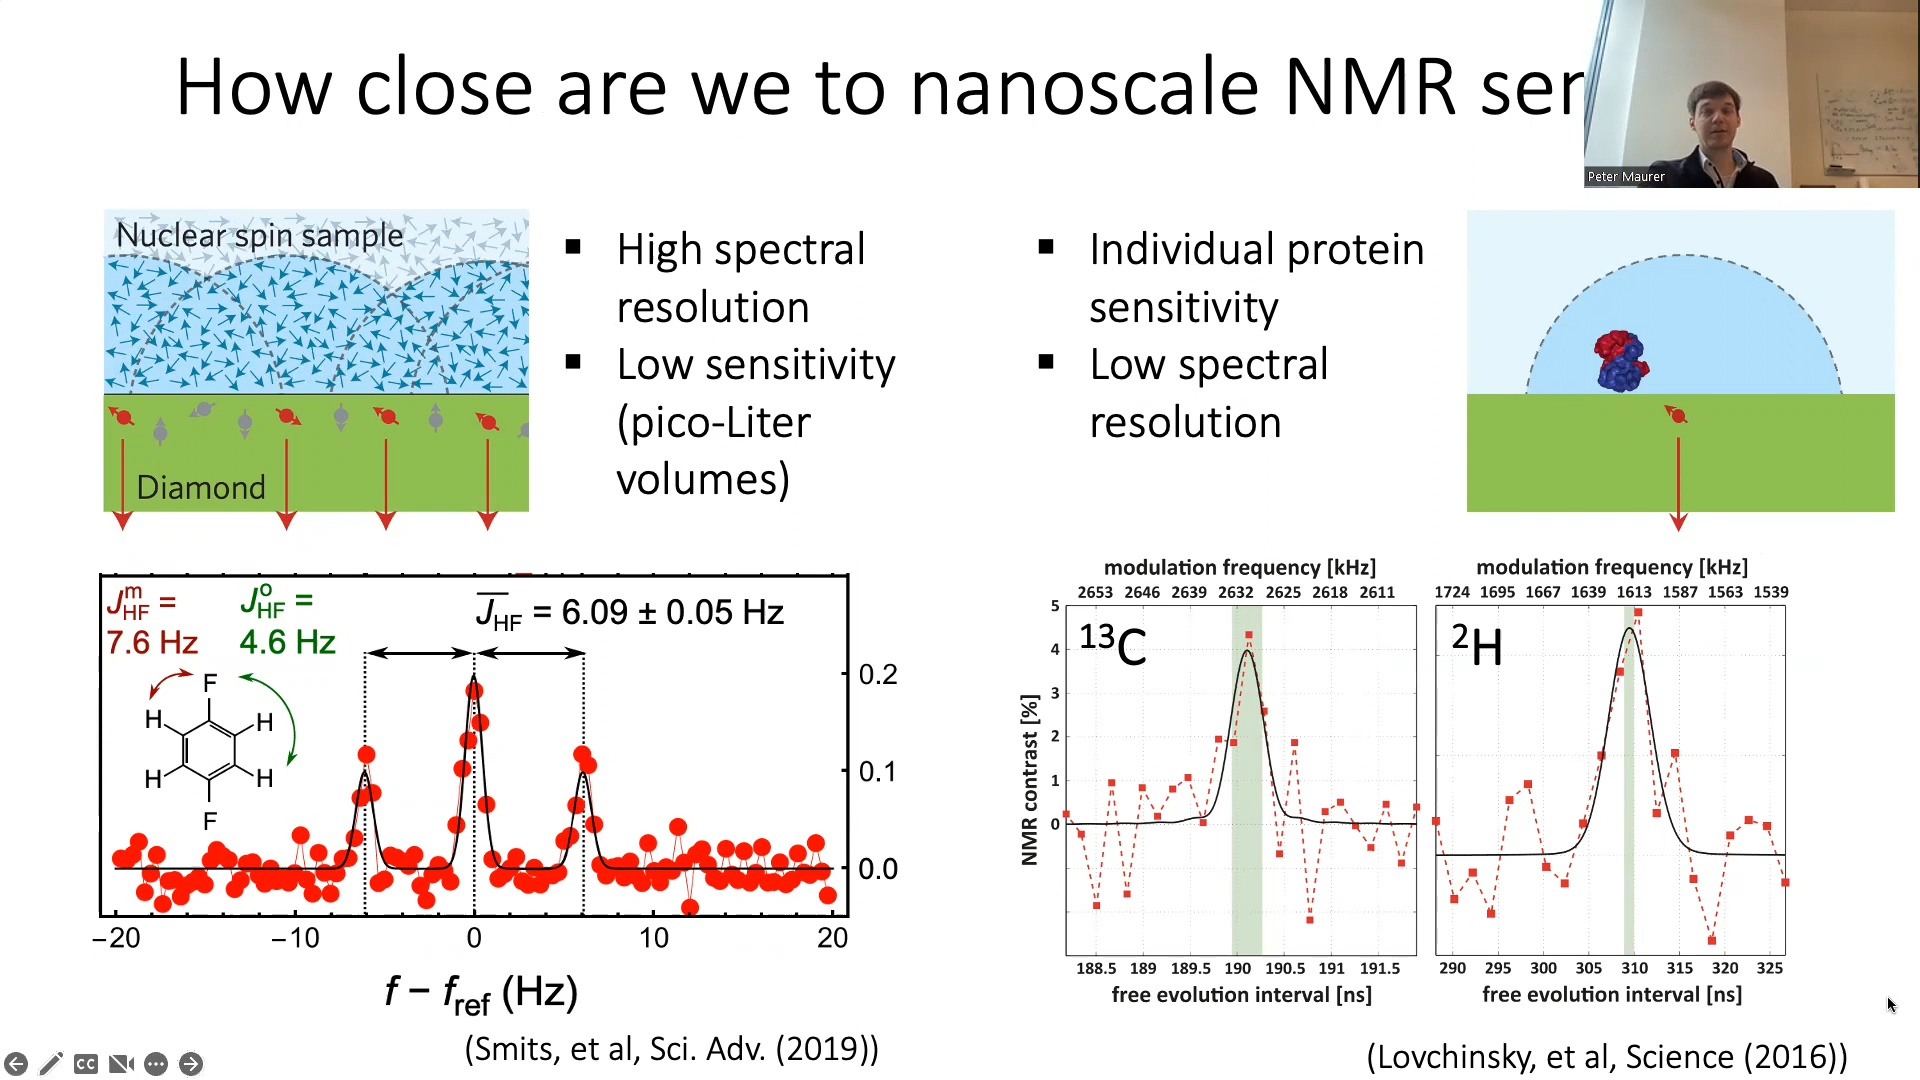 How close are we to nanoscale NMR ser
Peter Maurer
Nuclear spin sample
Diamond
▪ High spectral
resolution
▪ Low sensitivity
(pico-Liter
volumes)
▪ Individual protein
sensitivity
▪ Low spectral
resolution
J^m_HF =
7.6 Hz
J^o_HF =
4.6 Hz
J̅_HF = 6.09 ± 0.05 Hz
F
H H
H H
F
0.2
0.1
0.0
−20 −10 0 10 20
f − f_ref (Hz)
(Smits, et al, Sci. Adv. (2019))
modulation frequency [kHz]
2653 2646 2639 2632 2625 2618 2611
13C
NMR contrast [%]
5
4
3
2
1
0
188.5 189 189.5 190 190.5 191 191.5
free evolution interval [ns]
modulation frequency [kHz]
1724 1695 1667 1639 1613 1587 1563 1539
2H
290 295 300 305 310 315 320 325
free evolution interval [ns]
(Lovchinsky, et al, Science (2016))
CC